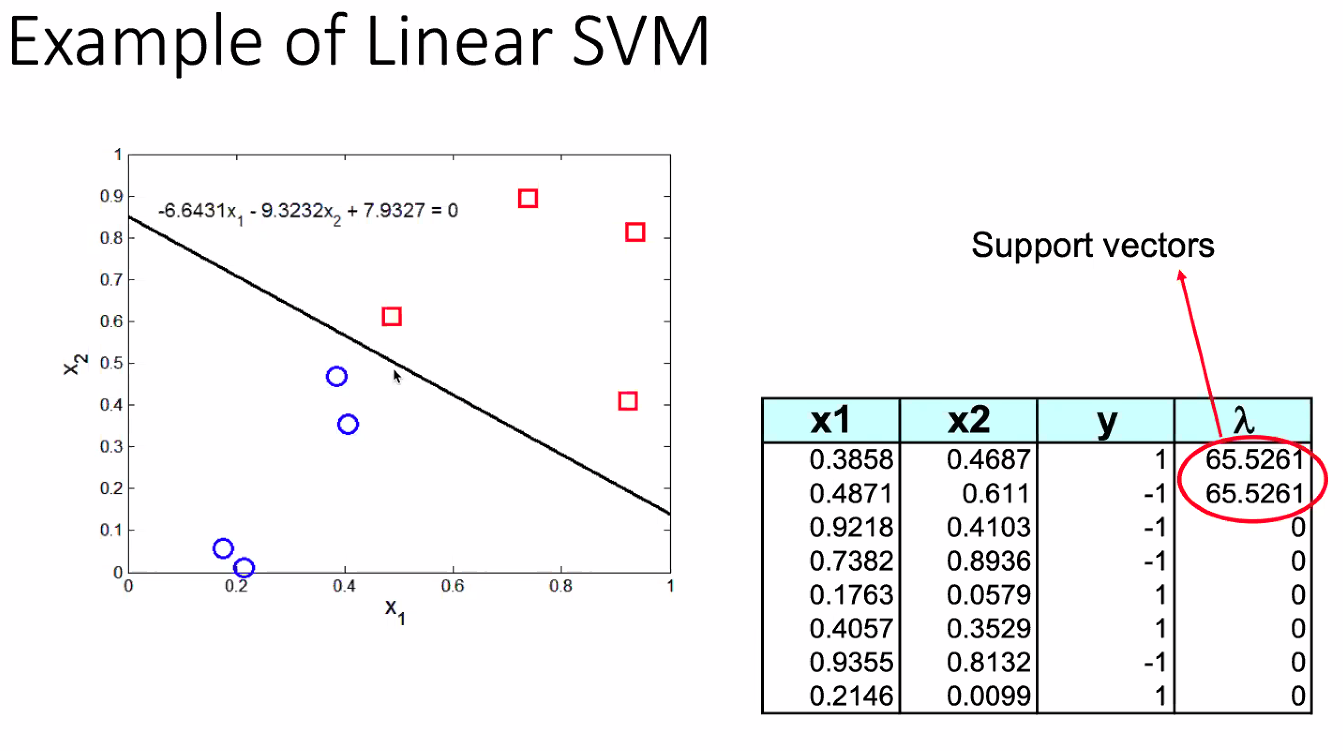 Example of Linear SVM
-6.6431x₁ - 9.3232x₂ + 7.9327 = 0
1
0.9
0.8
0.7
0.6
0.5
0.4
0.3
0.2
0.1
0
x₂
0 0.2 0.4 0.6 0.8 1
x₁
Support vectors
x1 x2 y λ
0.3858 0.4687 1 65.5261
0.4871 0.611 -1 65.5261
0.9218 0.4103 -1 0
0.7382 0.8936 -1 0
0.1763 0.0579 1 0
0.4057 0.3529 1 0
0.9355 0.8132 -1 0
0.2146 0.0099 1 0